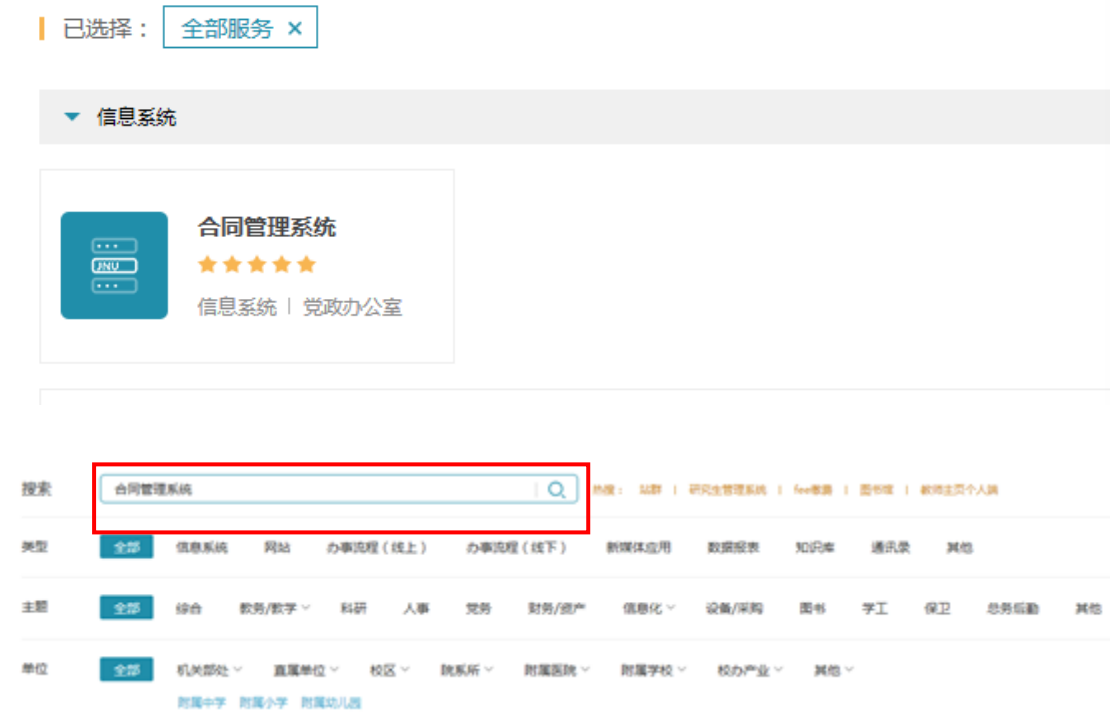 已选择： 全部服务 ×
信息系统
合同管理系统
JNU
信息系统 | 党政办公室
搜索 合同管理系统 热搜： 站群 | 研究生管理系统 | fee缴费 | 图书馆 | 教师主页个人端
类型 全部 信息系统 网站 办事流程（线上） 办事流程（线下） 新媒体应用 数据报表 知识库 通讯录 其他
主题 全部 综合 教务/教学 科研 人事 党务 财务/资产 信息化 设备/采购 图书 学工 保卫 总务后勤 其他
单位 全部 机关部处 直属单位 校区 院系所 附属医院 附属学校 校办产业 其他
附属中学 附属小学 附属幼儿园